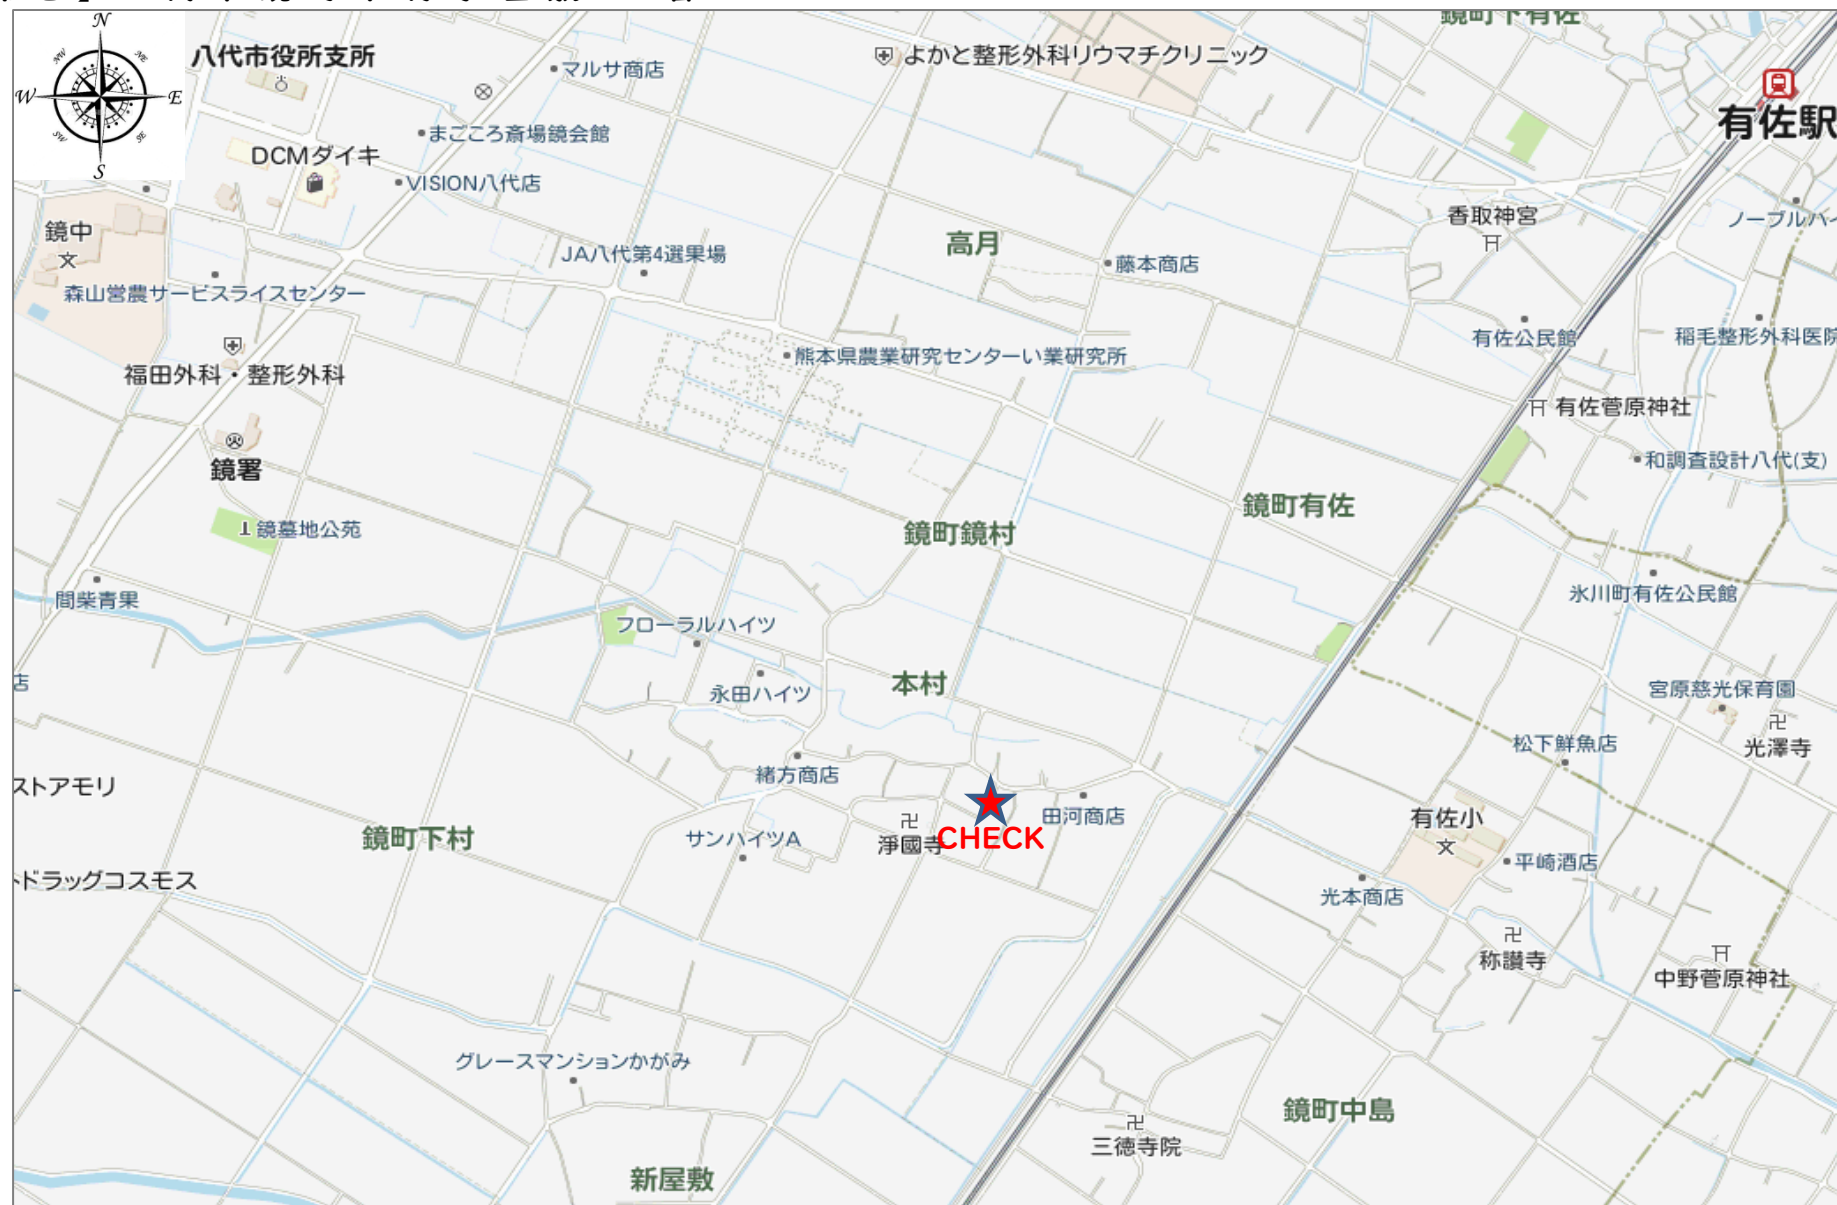 鏡町下有佐
N
NW
NE
W
E
SW
SE
S
八代市役所支所
マルサ商店
よかと整形外科リウマチクリニック
有佐駅
まごころ斎場鏡会館
DCMダイキ
VISION八代店
鏡中
文
JA八代第4選果場
高月
藤本商店
香取神宮
ノーブルハイ
森山営農サービスライスセンター
有佐公民館
稲毛整形外科医院
福田外科・整形外科
熊本県農業研究センターい業研究所
有佐菅原神社
鏡署
和調査設計八代(支)
鏡町有佐
鏡墓地公苑
鏡町鏡村
間柴青果
氷川町有佐公民館
フローラルハイツ
店
永田ハイツ
本村
宮原慈光保育園
松下鮮魚店
光澤寺
ストアモリ
緒方商店
田河商店
有佐小
文
鏡町下村
サンハイツA
淨國寺
CHECK
平崎酒店
ドラッグコスモス
光本商店
称讃寺
中野菅原神社
グレースマンションかがみ
鏡町中島
三徳寺院
新屋敷